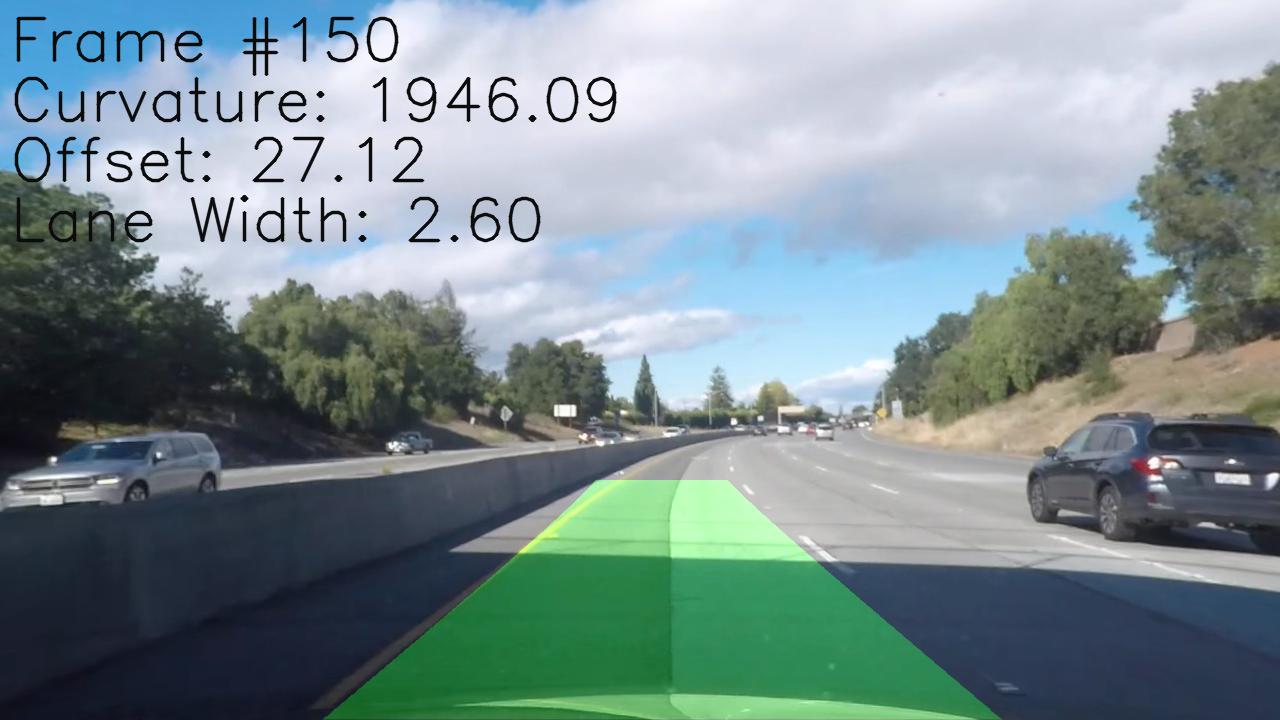 Frame #150
Curvature: 1946.09
Offset: 27.12
Lane Width: 2.60